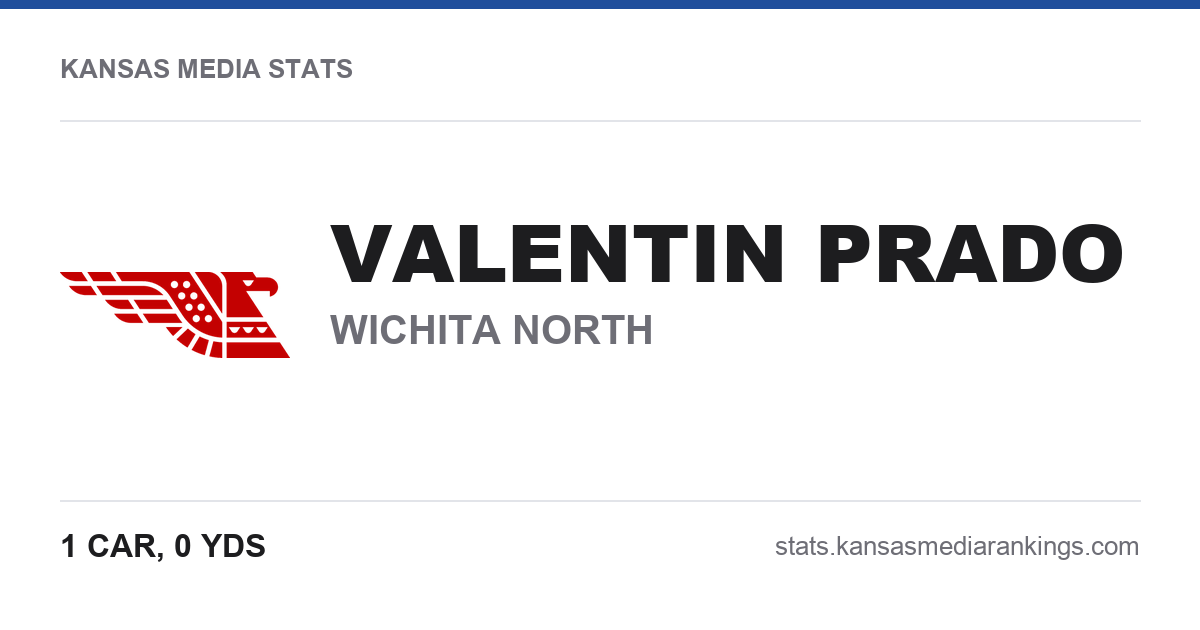 KANSAS MEDIA STATS
VALENTIN PRADO
WICHITA NORTH
1 CAR, 0 YDS
stats.kansasmediarankings.com